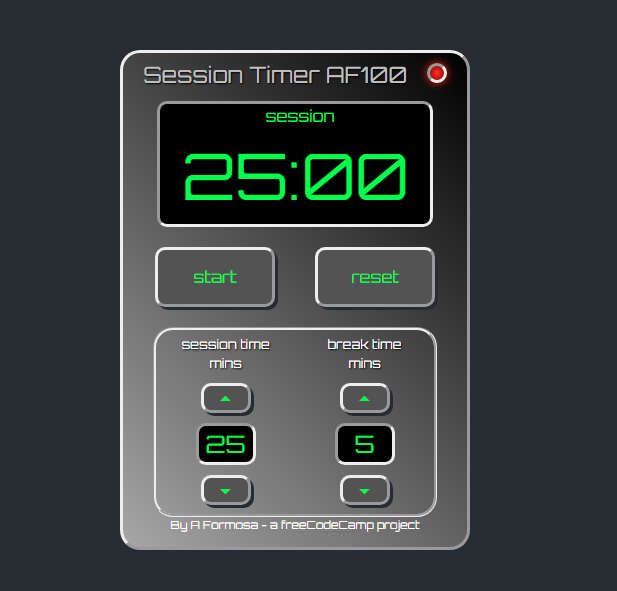 Session Timer AF100
session
25:00
start
reset
session time
mins
break time
mins
25
5
By A Formosa - a freeCodeCamp project